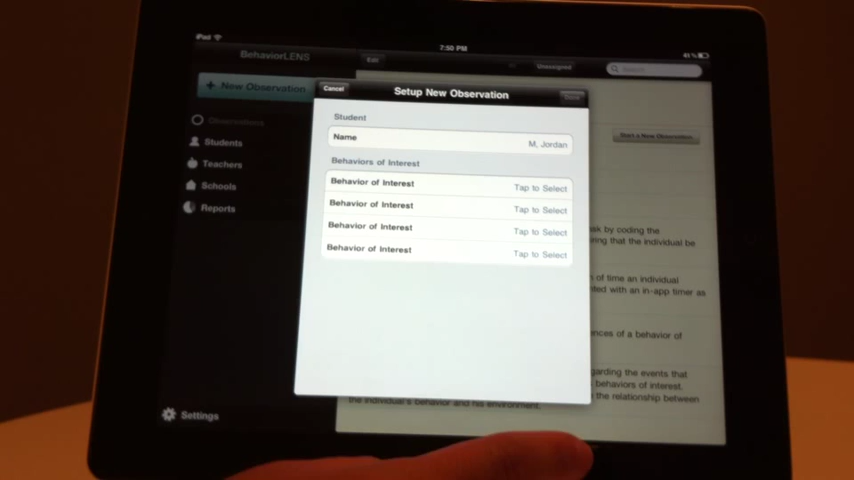 iPad
7:50 PM
41%
BehaviorLENS
Edit
Unassigned
Search
+ New Observation
Cancel
Setup New Observation
Done
Observations
Students
Teachers
Schools
Reports
Settings
Student
Name
M, Jordan
Behaviors of Interest
Behavior of Interest
Tap to Select
Behavior of Interest
Tap to Select
Behavior of Interest
Tap to Select
Behavior of Interest
Tap to Select
Start a New Observation
by coding the
that the individual be
of time an individual
with an in-app timer as
of a behavior of
garding the events that
behaviors of interest.
the relationship between
the individual's behavior and his environment.